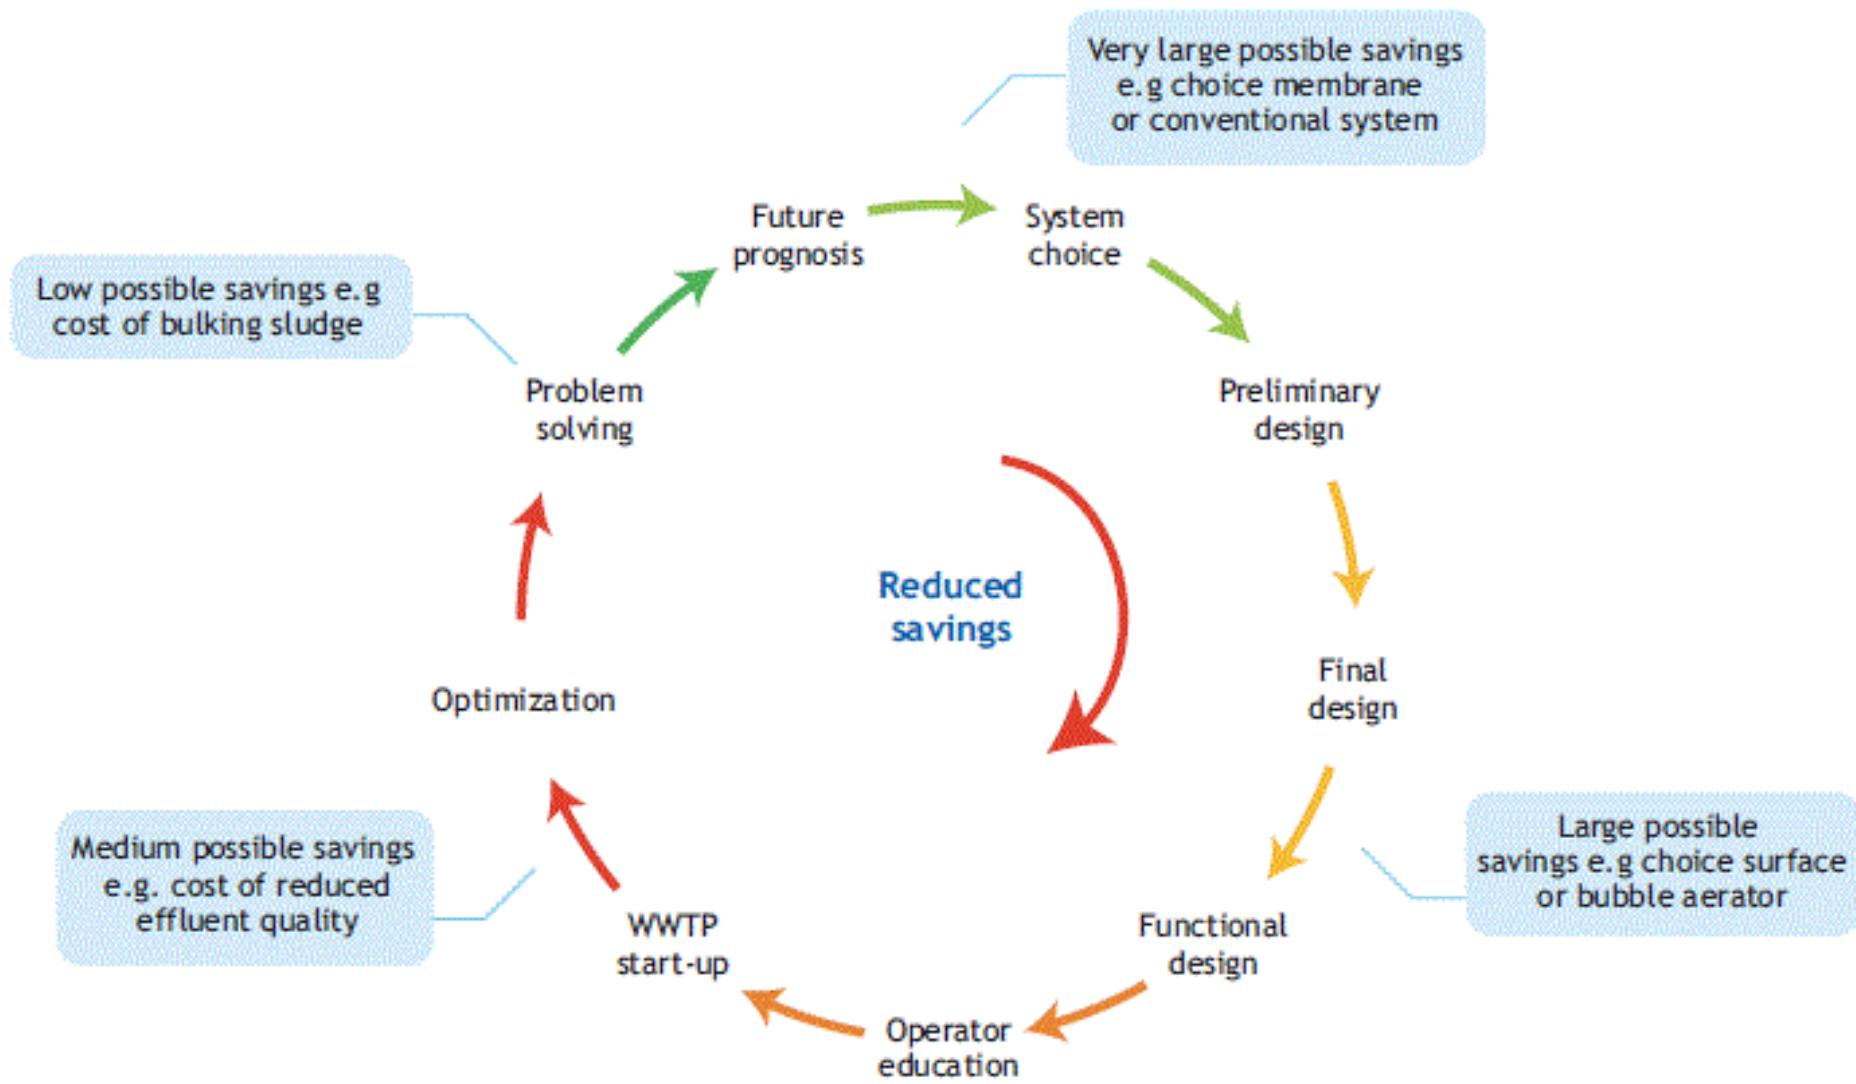 Very large possible savings
e.g choice membrane
or conventional system
Future
prognosis
System
choice
Low possible savings e.g
cost of bulking sludge
Problem
solving
Preliminary
design
Reduced
savings
Optimization
Final
design
Medium possible savings
e.g. cost of reduced
effluent quality
Large possible
savings e.g choice surface
or bubble aerator
WWTP
start-up
Functional
design
Operator
education